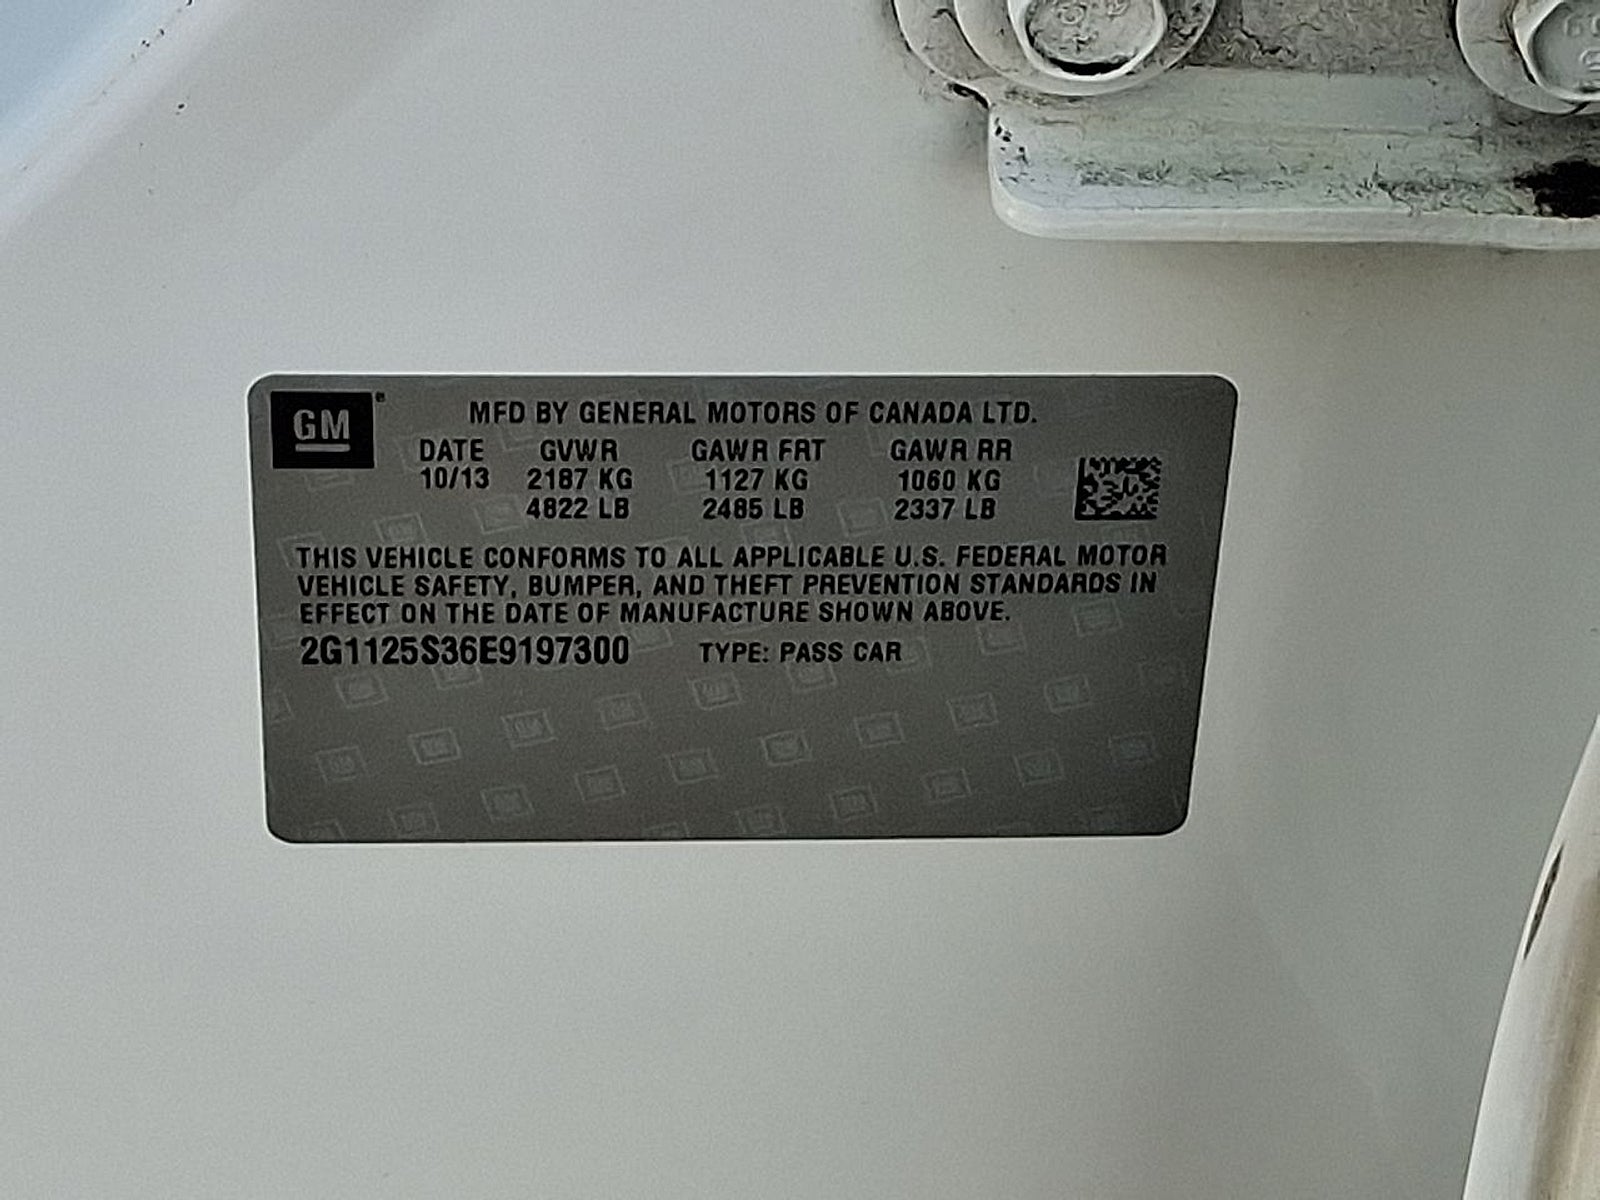 GM
MFD BY GENERAL MOTORS OF CANADA LTD.
DATE GVWR GAWR FRT GAWR RR
10/13 2187 KG 1127 KG 1060 KG
4822 LB 2485 LB 2337 LB
THIS VEHICLE CONFORMS TO ALL APPLICABLE U.S. FEDERAL MOTOR
VEHICLE SAFETY, BUMPER, AND THEFT PREVENTION STANDARDS IN
EFFECT ON THE DATE OF MANUFACTURE SHOWN ABOVE.
2G1125S36E9197300 TYPE: PASS CAR